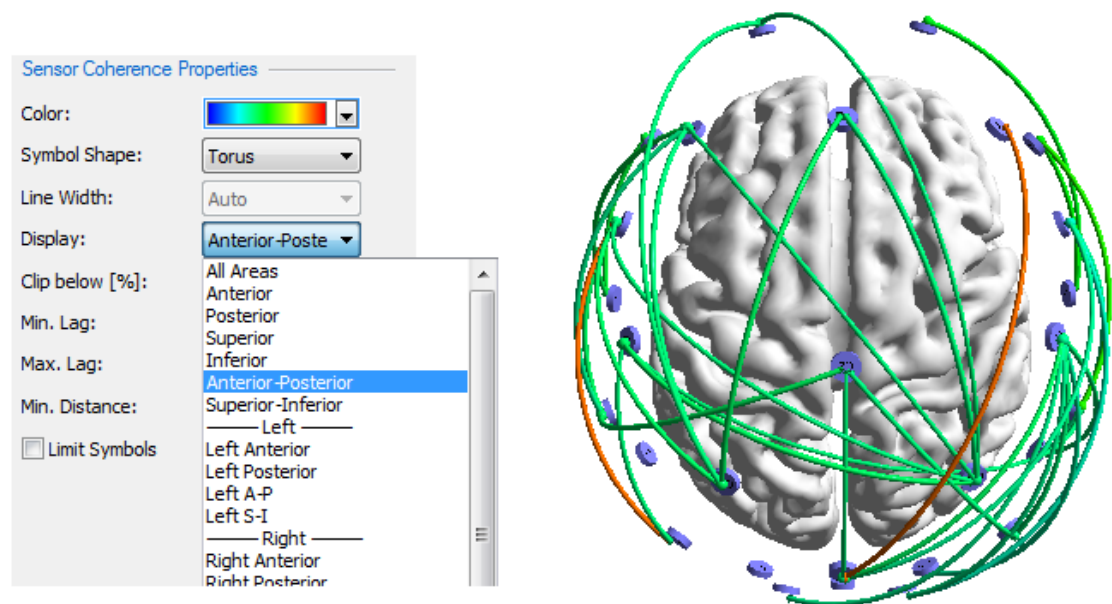 Sensor Coherence Properties
Color:
Symbol Shape: Torus
Line Width: Auto
Display: Anterior-Poste
Clip below [%]:
Min. Lag:
Max. Lag:
Min. Distance:
Limit Symbols
All Areas
Anterior
Posterior
Superior
Inferior
Anterior-Posterior
Superior-Inferior
Left
Left Anterior
Left Posterior
Left A-P
Left S-I
Right
Right Anterior
Right Posterior